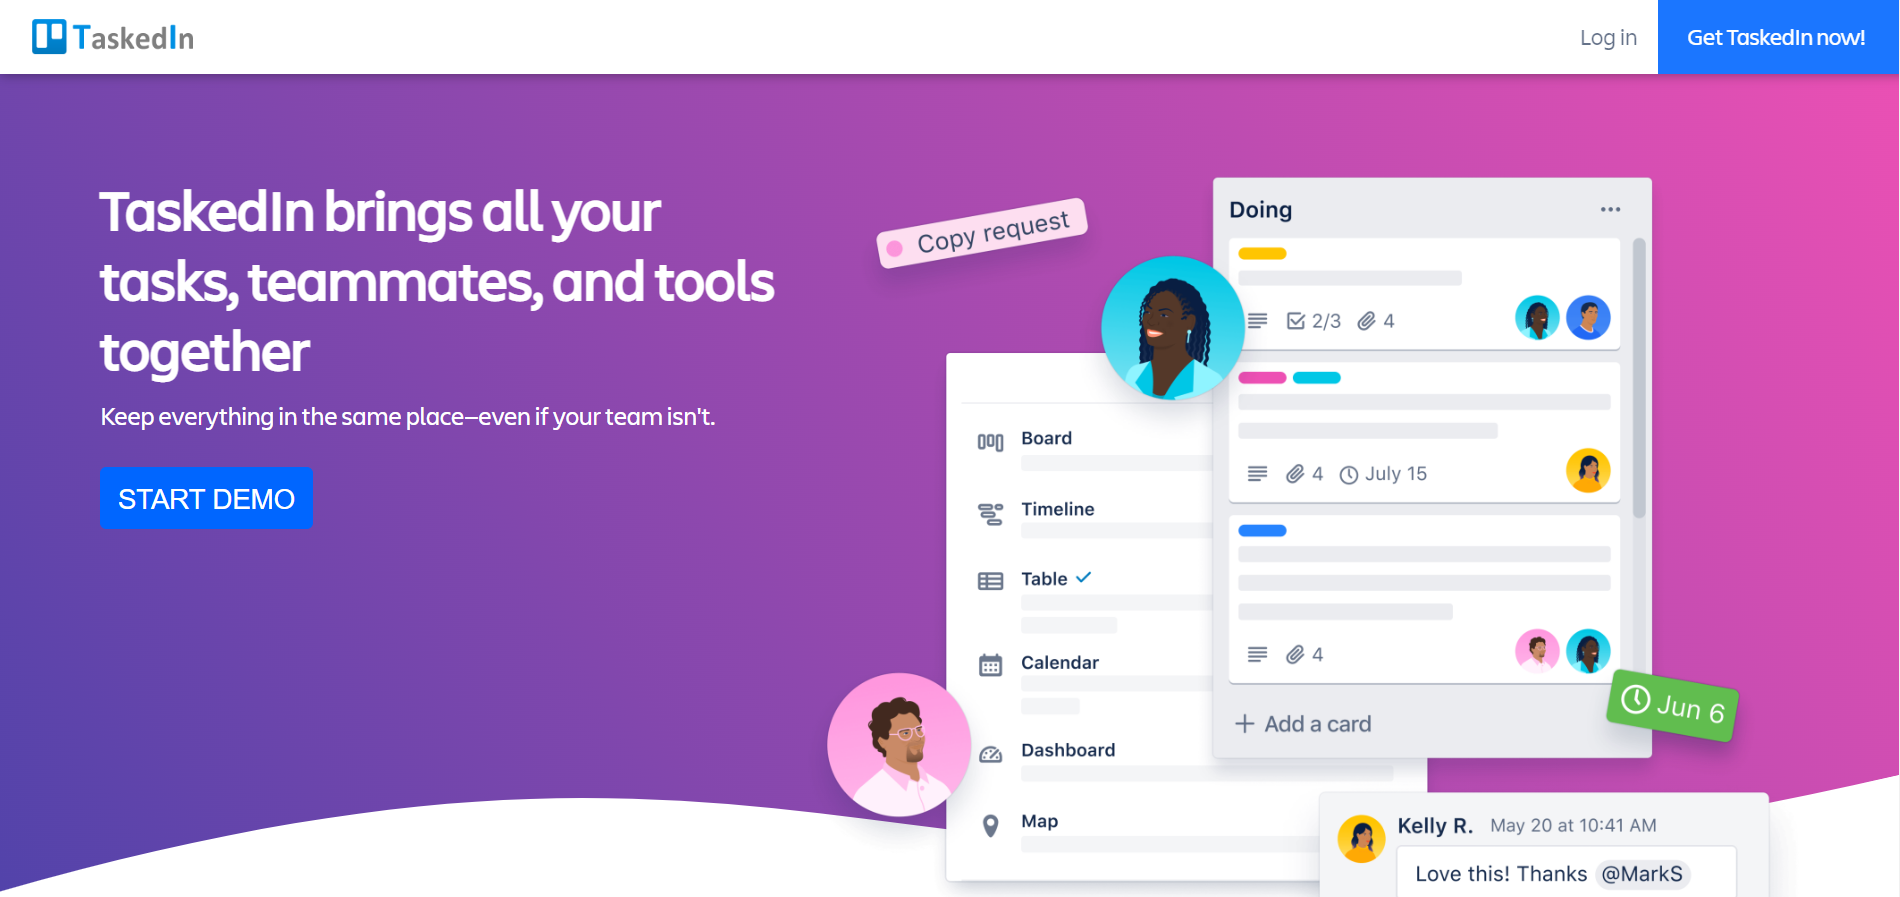 TaskedIn
Log in
Get TaskedIn now!
TaskedIn brings all your
tasks, teammates, and tools
together
Keep everything in the same place—even if your team isn't.
START DEMO
Copy request
Doing
2/3 4
4 July 15
4
Add a card
Jun 6
Board
Timeline
Table
Calendar
Dashboard
Map
Kelly R. May 20 at 10:41 AM
Love this! Thanks @MarkS